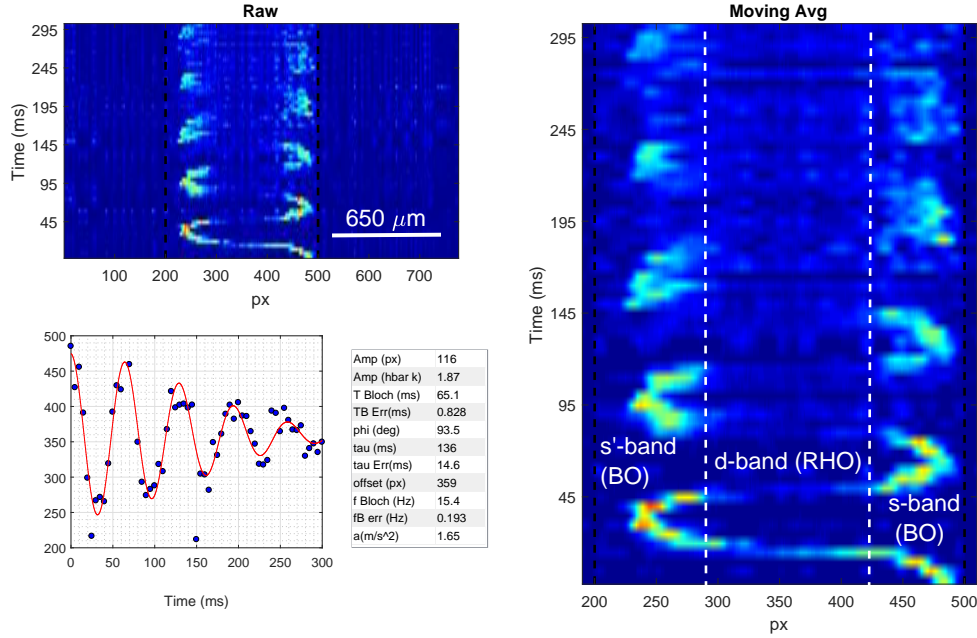 Raw
295
245
195
145
95
45
Time (ms)
650 μm
100 200 300 400 500 600 700
px
500
450
400
350
300
250
200
0 50 100 150 200 250 300
Time (ms)
Amp (px) 116
Amp (hbar k) 1.87
T Bloch (ms) 65.1
TB Err(ms) 0.828
phi (deg) 93.5
tau (ms) 136
tau Err(ms) 14.6
offset (px) 359
f Bloch (Hz) 15.4
fB err (Hz) 0.193
a(m/s^2) 1.65
Moving Avg
295
245
195
145
95
45
Time (ms)
s'-band
(BO)
d-band (RHO)
s-band
(BO)
200 250 300 350 400 450 500
px